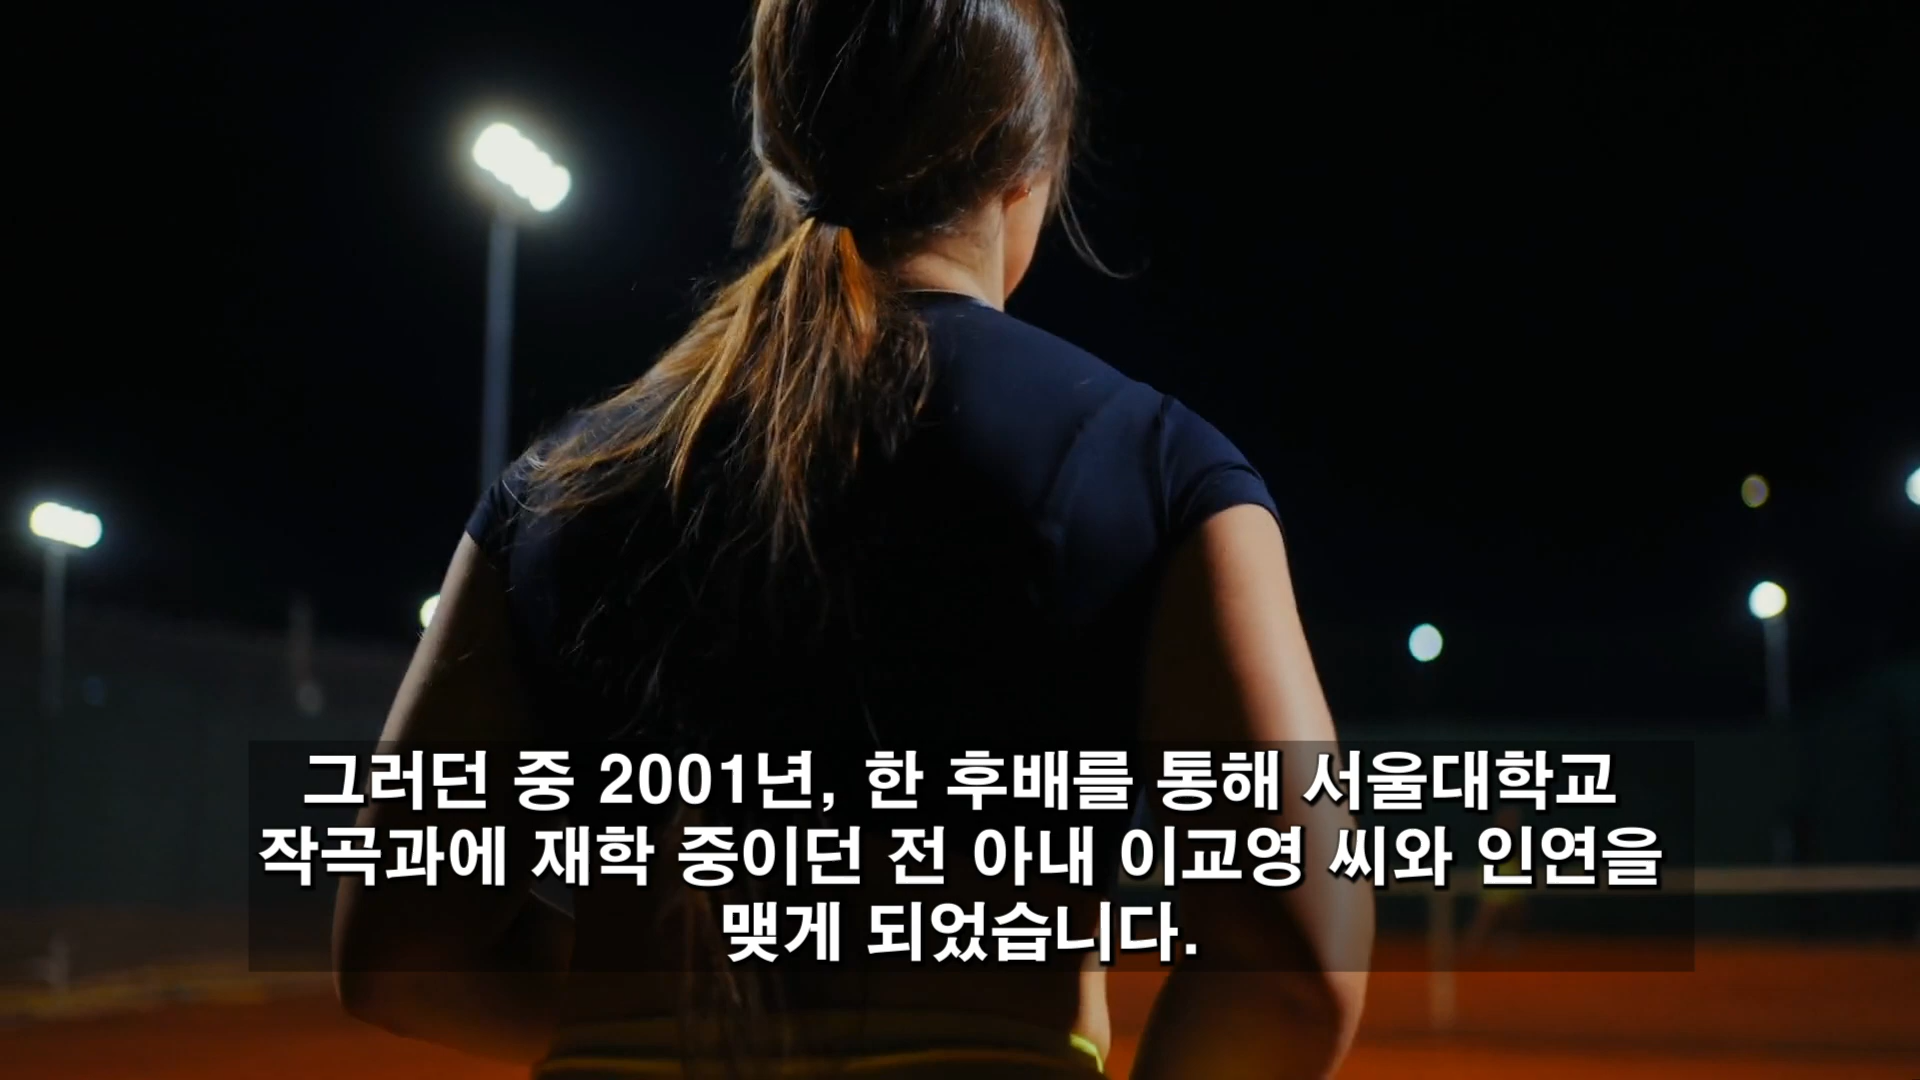 그러던 중 2001년, 한 후배를 통해 서울대학교
작곡과에 재학 중이던 전 아내 이교영 씨와 인연을
맺게 되었습니다.